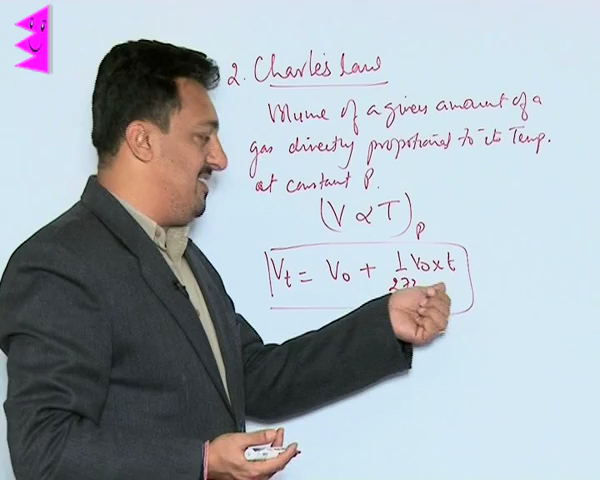 2. Charle's law
Volume of a given amount of a
gas directly proportional to its Temp.
at constant P.
(V ∝ T)P
Vt = V0 + 1/273 V0 x t